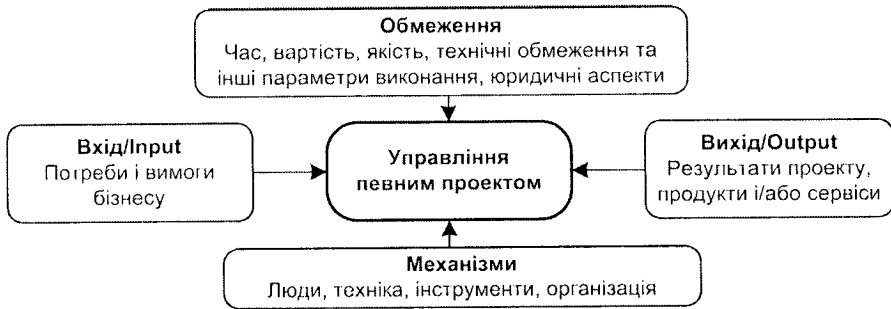 Обмеження
Час, вартість, якість, технічні обмеження та
інші параметри виконання, юридичні аспекти
Вхід/Input
Потреби і вимоги
бізнесу
Управління
певним проектом
Вихід/Output
Результати проекту,
продукти і/або сервіси
Механізми
Люди, техніка, інструменти, організація